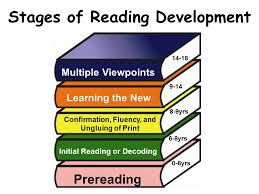 Stages of Reading Development
14-18
Multiple Viewpoints
9-14
Learning the New
8-9yrs
Confirmation, Fluency, and
Ungluing of Print
6-8yrs
Initial Reading or Decoding
0-6yrs
Prereading